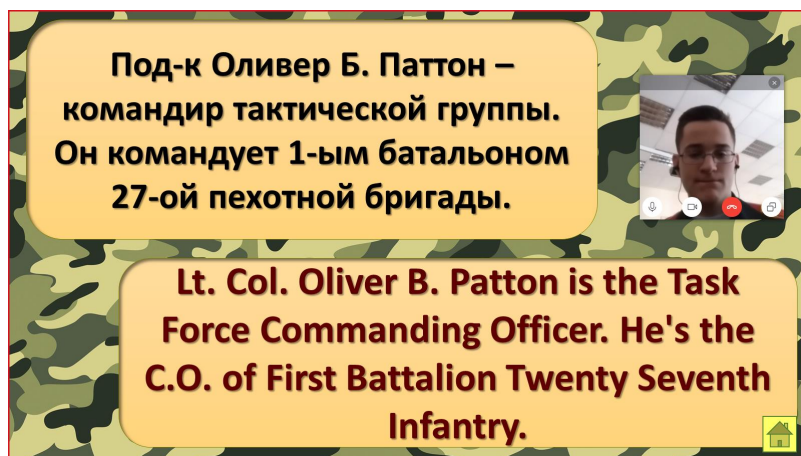 Под-к Оливер Б. Паттон –
командир тактической группы.
Он командует 1-ым батальоном
27-ой пехотной бригады.
Lt. Col. Oliver B. Patton is the Task
Force Commanding Officer. He's the
C.O. of First Battalion Twenty Seventh
Infantry.